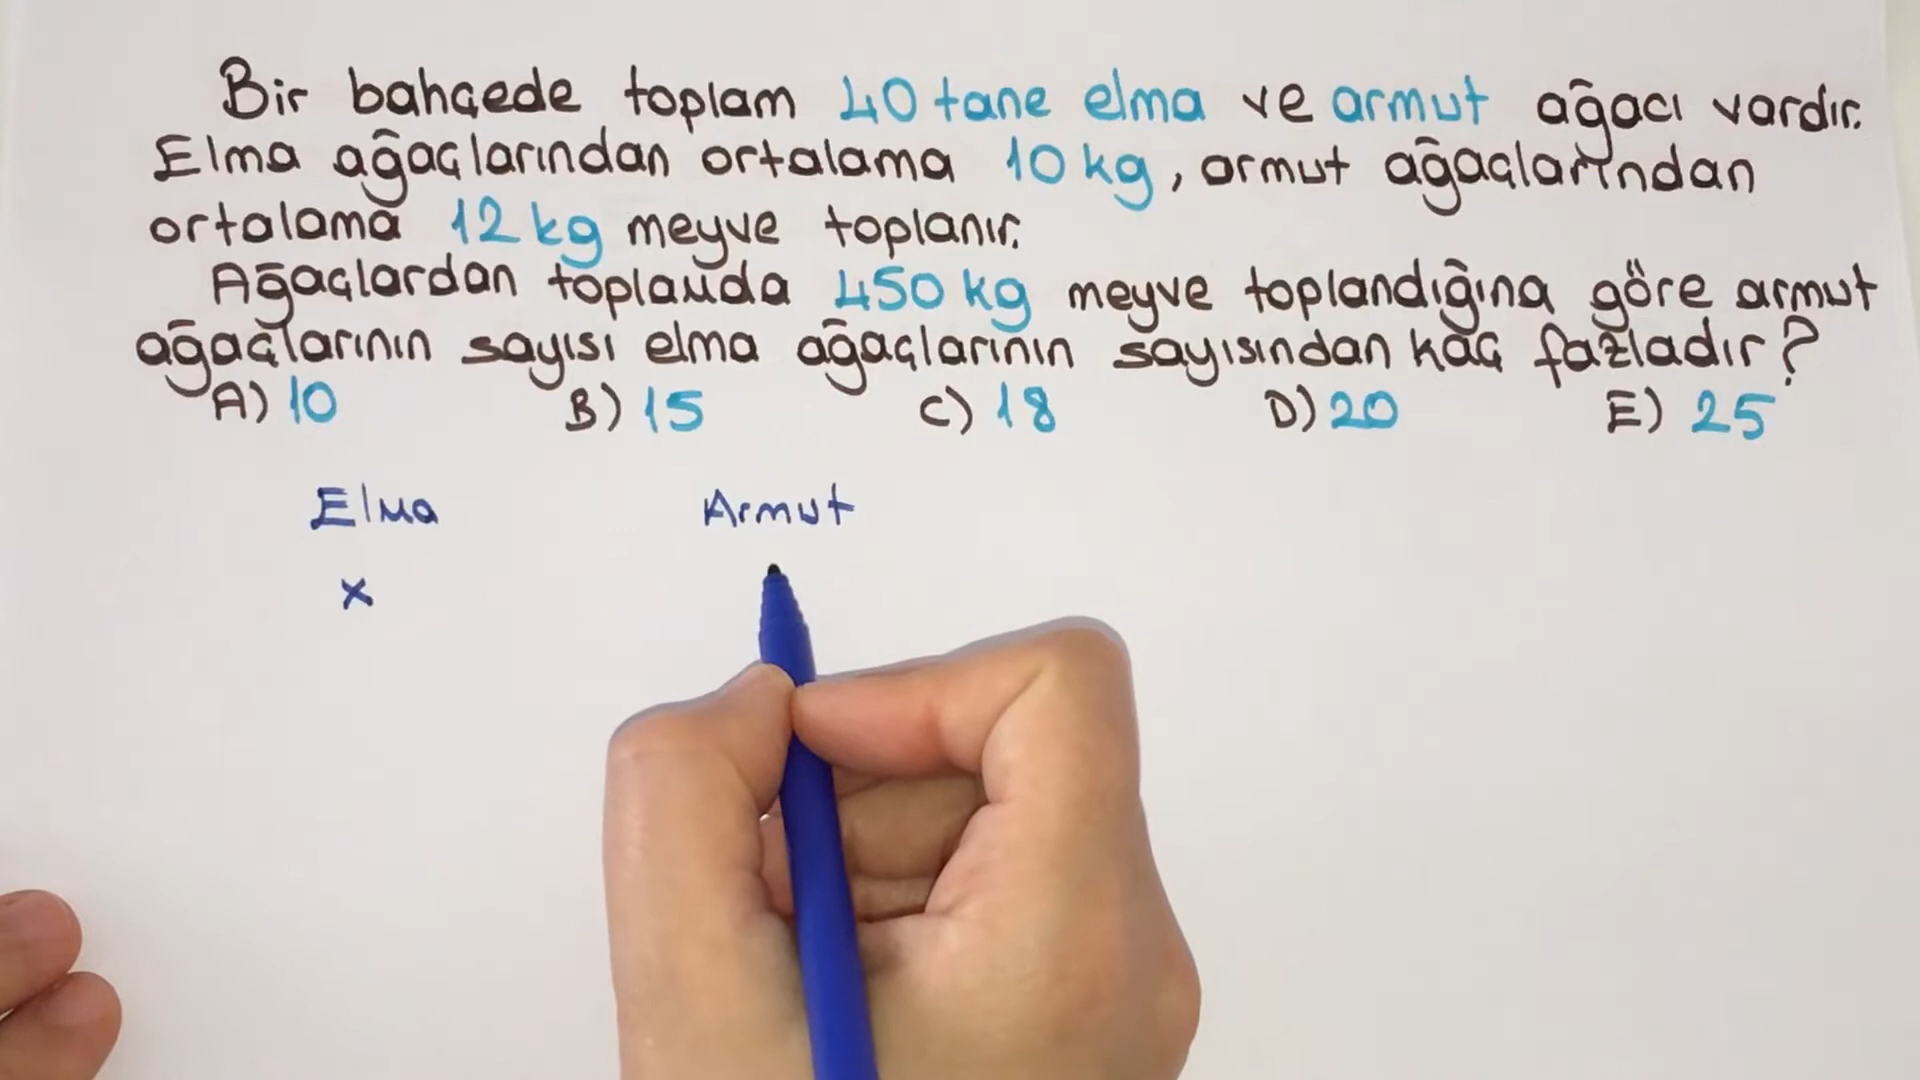 Bir bahçede toplam 40 tane elma ve armut ağacı vardır.
Elma ağaçlarından ortalama 10 kg, armut ağaçlarından
ortalama 12 kg meyve toplanır.
Ağaçlardan toplamda 450 kg meyve toplandığına göre armut
ağaçlarının sayısı elma ağaçlarının sayısından kaç fazladır?
A) 10 B) 15 C) 18 D) 20 E) 25
Elma Armut
x